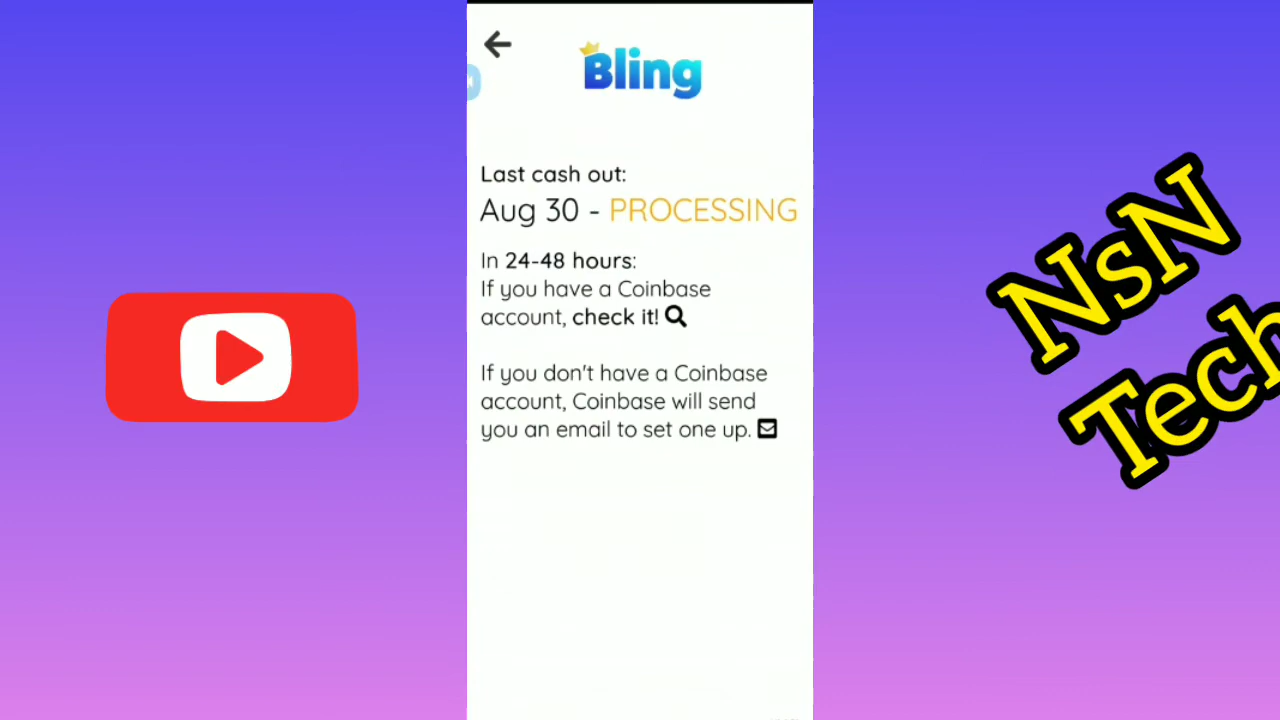 Bling
Last cash out:
Aug 30 - PROCESSING
In 24-48 hours:
If you have a Coinbase
account, check it!
If you don't have a Coinbase
account, Coinbase will send
you an email to set one up.
NsN
Tech